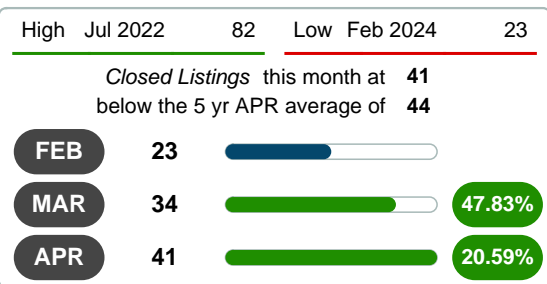 High Jul 2022 82 Low Feb 2024 23
Closed Listings this month at 41
below the 5 yr APR average of 44
FEB 23
MAR 34 47.83%
APR 41 20.59%